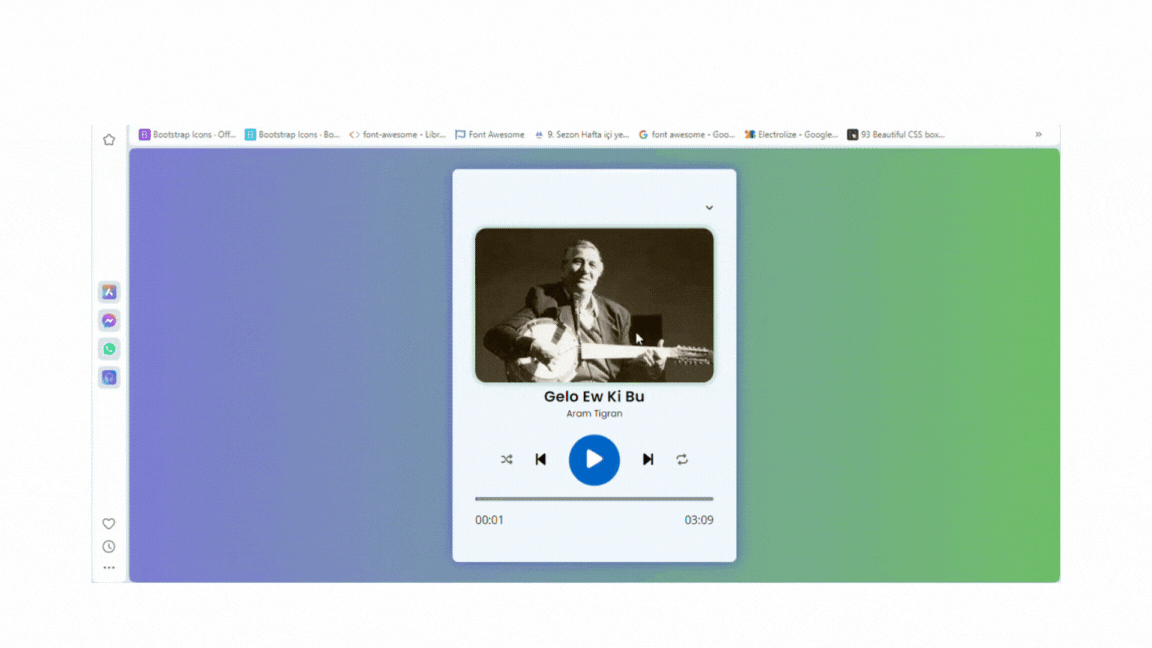 Bootstrap Icons · Off... Bootstrap Icons · Bo... font-awesome - Libr... Font Awesome 9. Sezon Hafta içi ye... font awesome - Goo... Electrolize - Google... 93 Beautiful CSS box...
Gelo Ew Ki Bu
Aram Tigran
00:01 03:09